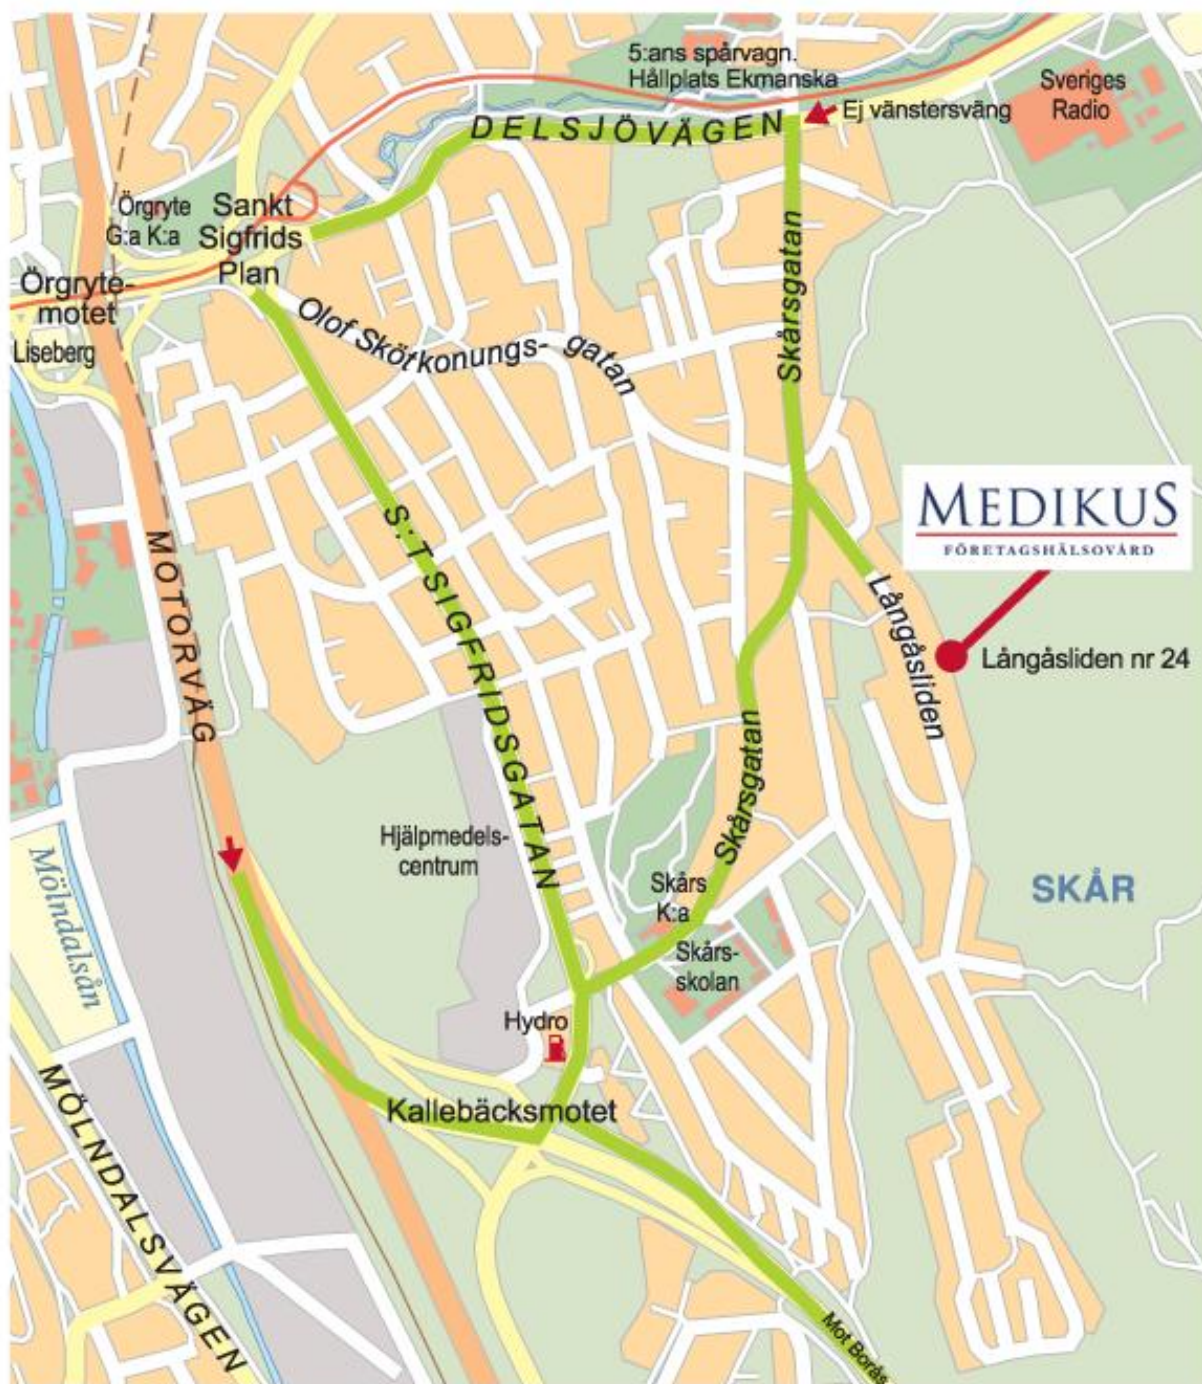 5:ans spårvagn.
Hållplats Ekmanska
Sveriges
Radio
Ej vänstersväng
DELSJÖVÄGEN
Örgryte
G:a K:a
Sankt
Sigfrids
Plan
Örgryte-
motet
Liseberg
Olof Skötkonungs- gatan
Skårsgatan
MEDIKUS
FÖRETAGSHÄLSOVÅRD
S:T SIGFRIDSGATAN
MOTORVÄG
Långåsliden
Långåsliden nr 24
Skårsgatan
Hjälpmedels-
centrum
Mölndalsån
Skårs
K:a
SKÅR
Skårs-
skolan
Hydro
Kallebäcksmotet
MÖLNDALSVÄGEN
Mot Borås